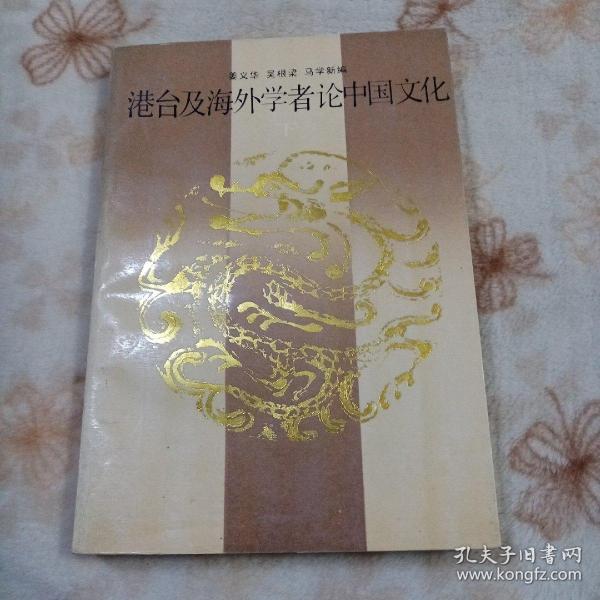 姜义华 吴根梁 马学新编
港台及海外学者论中国文化
下
孔夫子旧书网
www.kongfz.com